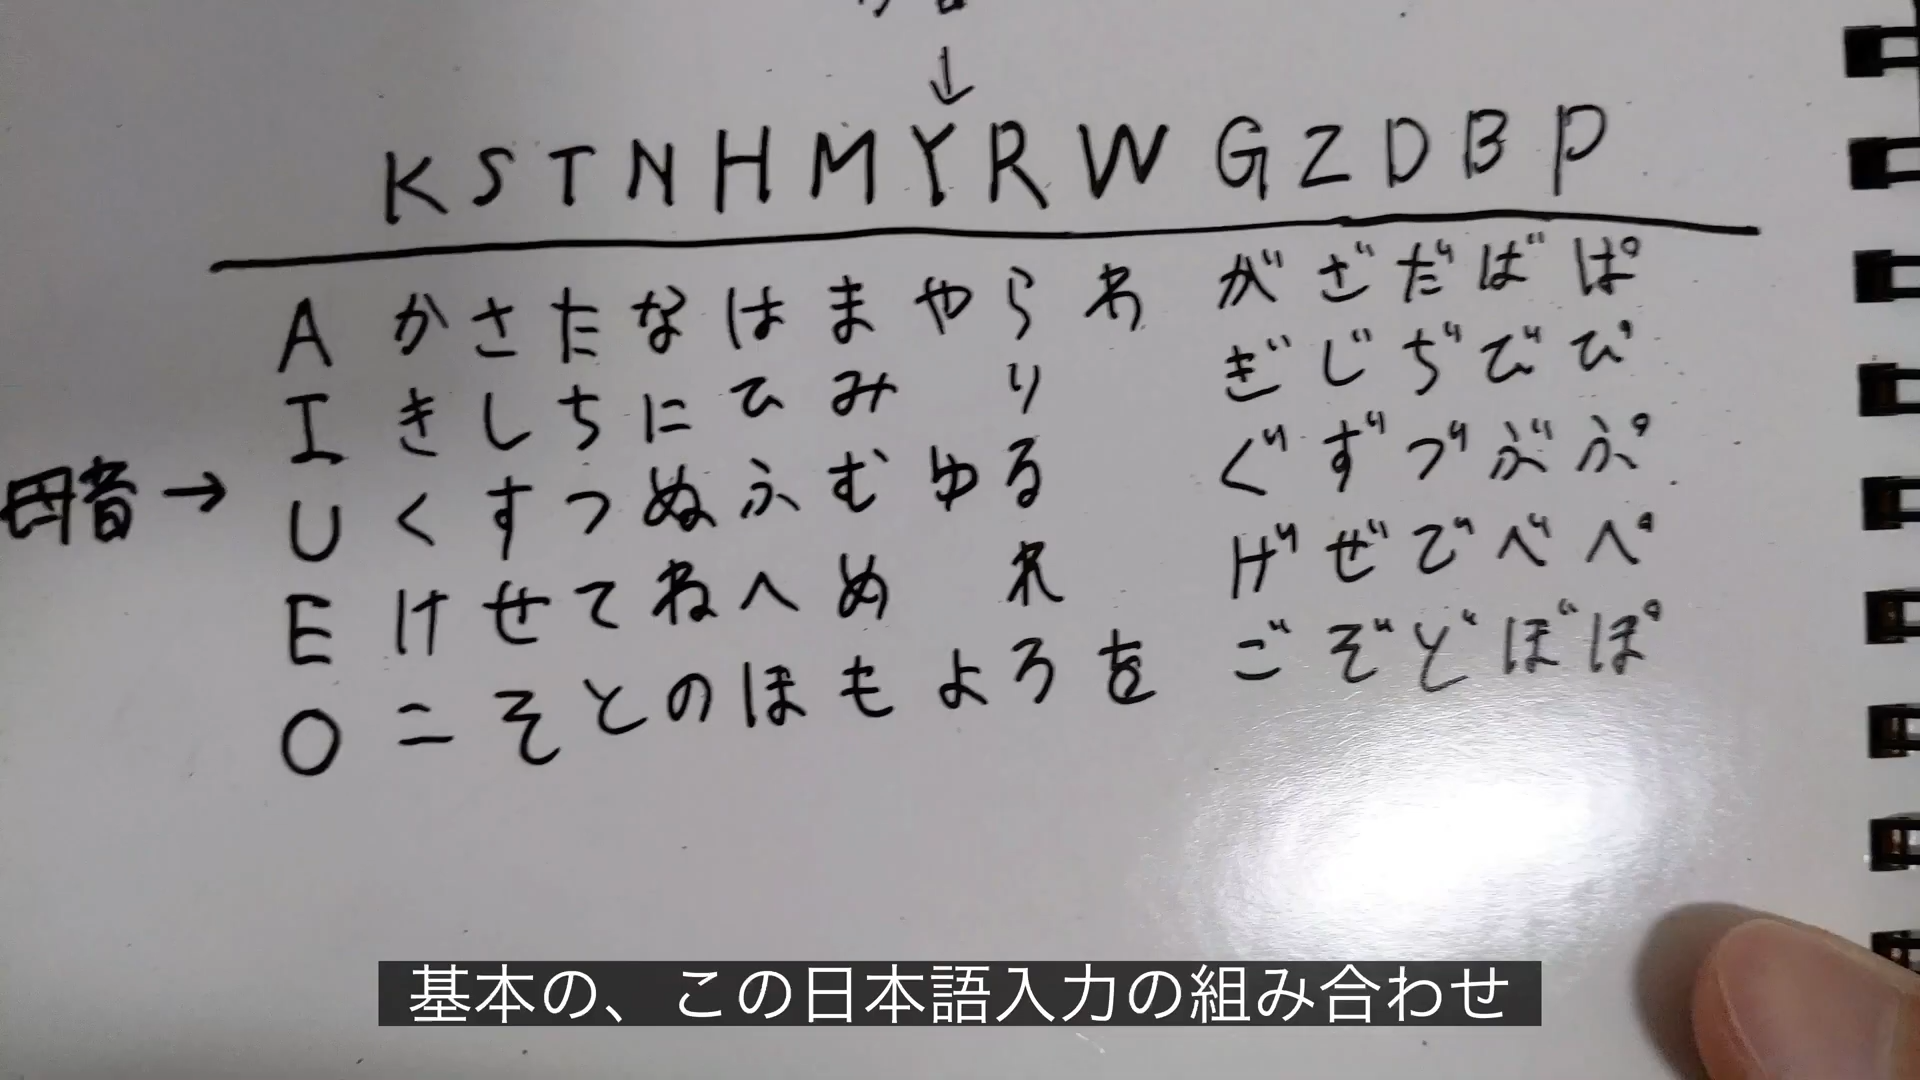 ↓
K S T N H M Y R W G Z D B P
A かさたなはまやらわ がざだばぱ
I きしちにひみ り ぎじぢびぴ
母音→ U くすつぬふむゆる ぐずづぶぷ
E けせてねへめ れ げぜでべぺ
O こそとのほもよろを ごぞどぼぽ
基本の、この日本語入力の組み合わせ